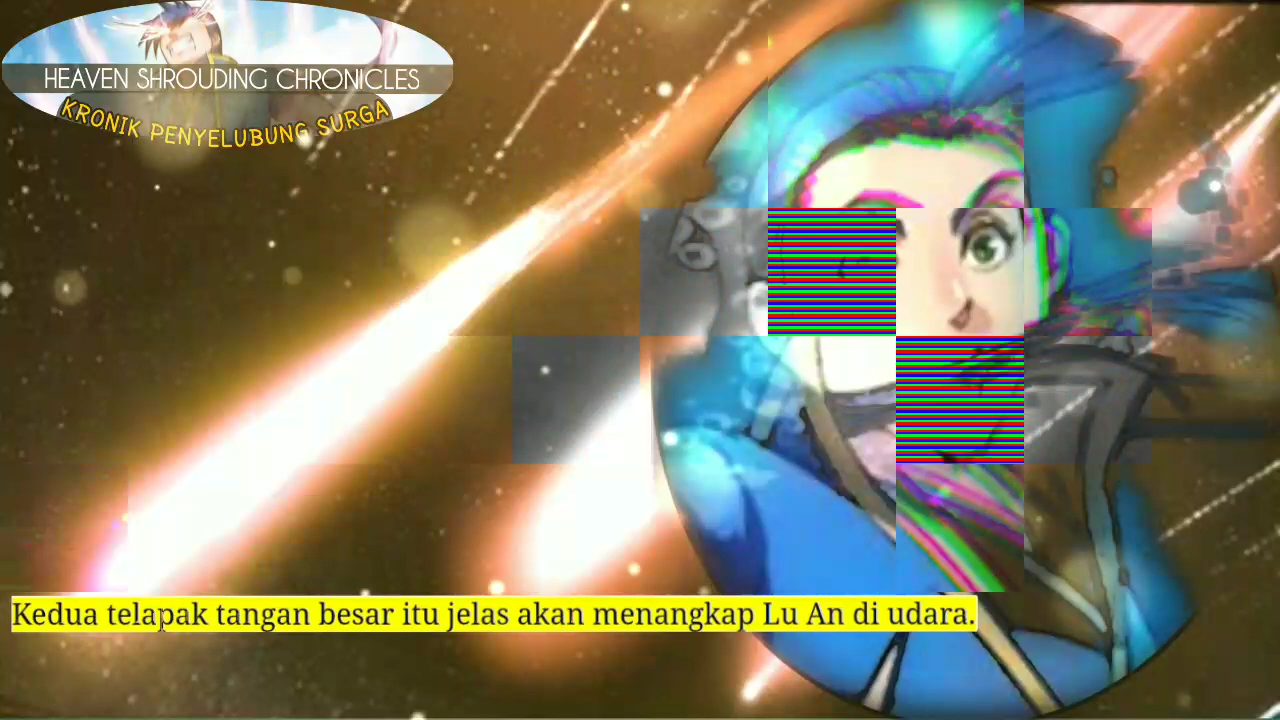 HEAVEN SHROUDING CHRONICLES
KRONIK PENYELUBUNG SURGA
Kedua telapak tangan besar itu jelas akan menangkap Lu An di udara.